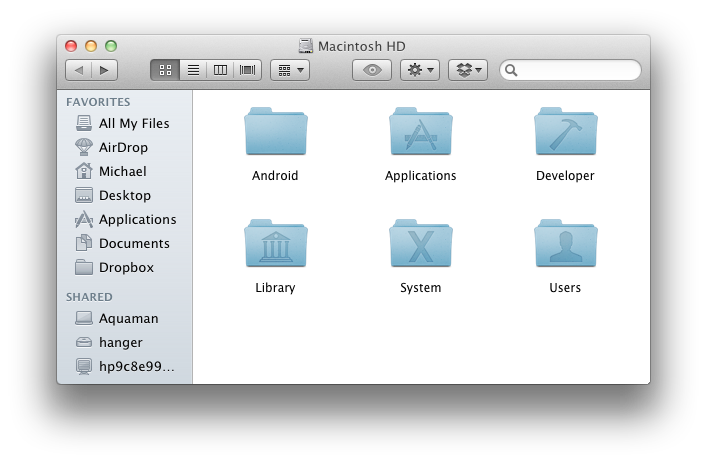 Macintosh HD
FAVORITES
All My Files
AirDrop
Michael
Desktop
Applications
Documents
Dropbox
SHARED
Aquaman
hanger
hp9c8e99...
Android
Applications
Developer
Library
System
Users